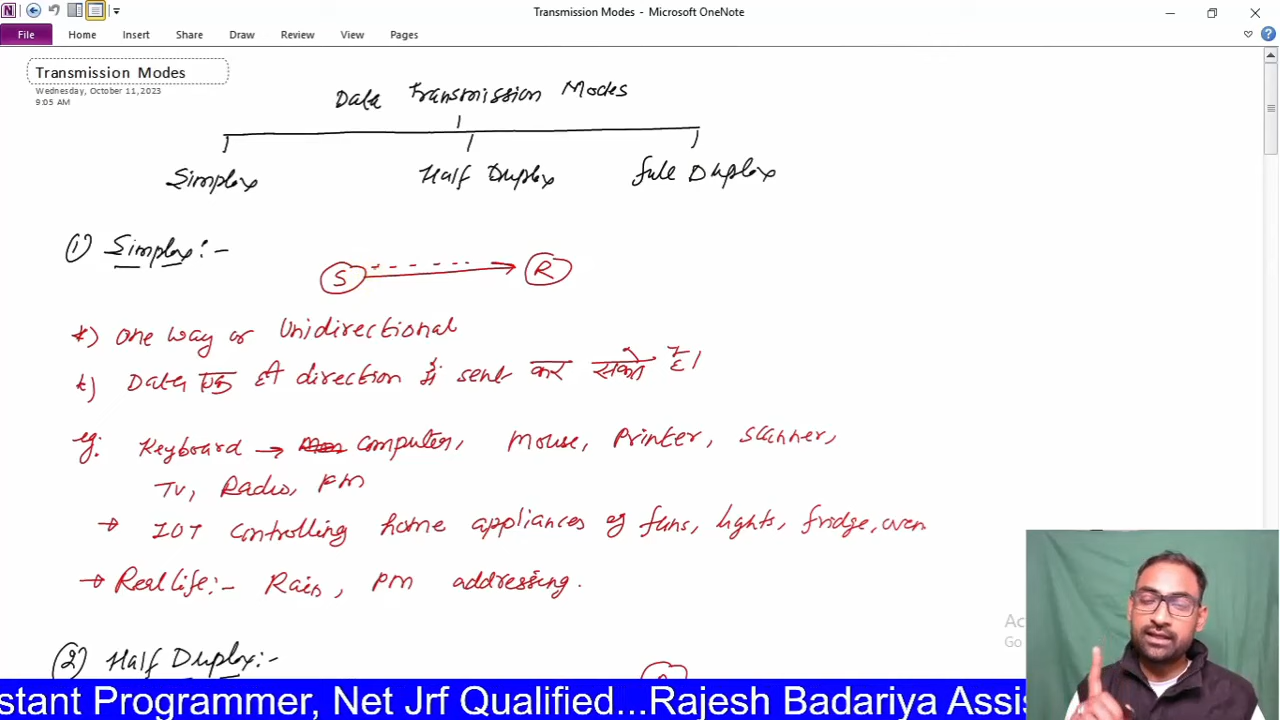 Transmission Modes - Microsoft OneNote
File Home Insert Share Draw Review View Pages
Transmission Modes
Wednesday, October 11, 2023
9:05 AM
Data Transmission Modes
Simplex Half Duplex Full Duplex
① Simplex:-
S R
*) One way or Unidirectional
*) Data एक ही direction में sent कर सकते है।
eg: Keyboard → computer, Mouse, Printer, Scanner,
TV, Radio, FM
→ IOT controlling home appliances eg fans, lights, fridge, oven
→ Real life:- Rain, PM addressing.
② Half Duplex:-
Ac
Go
stant Programmer, Net Jrf Qualified...Rajesh Badariya Assis